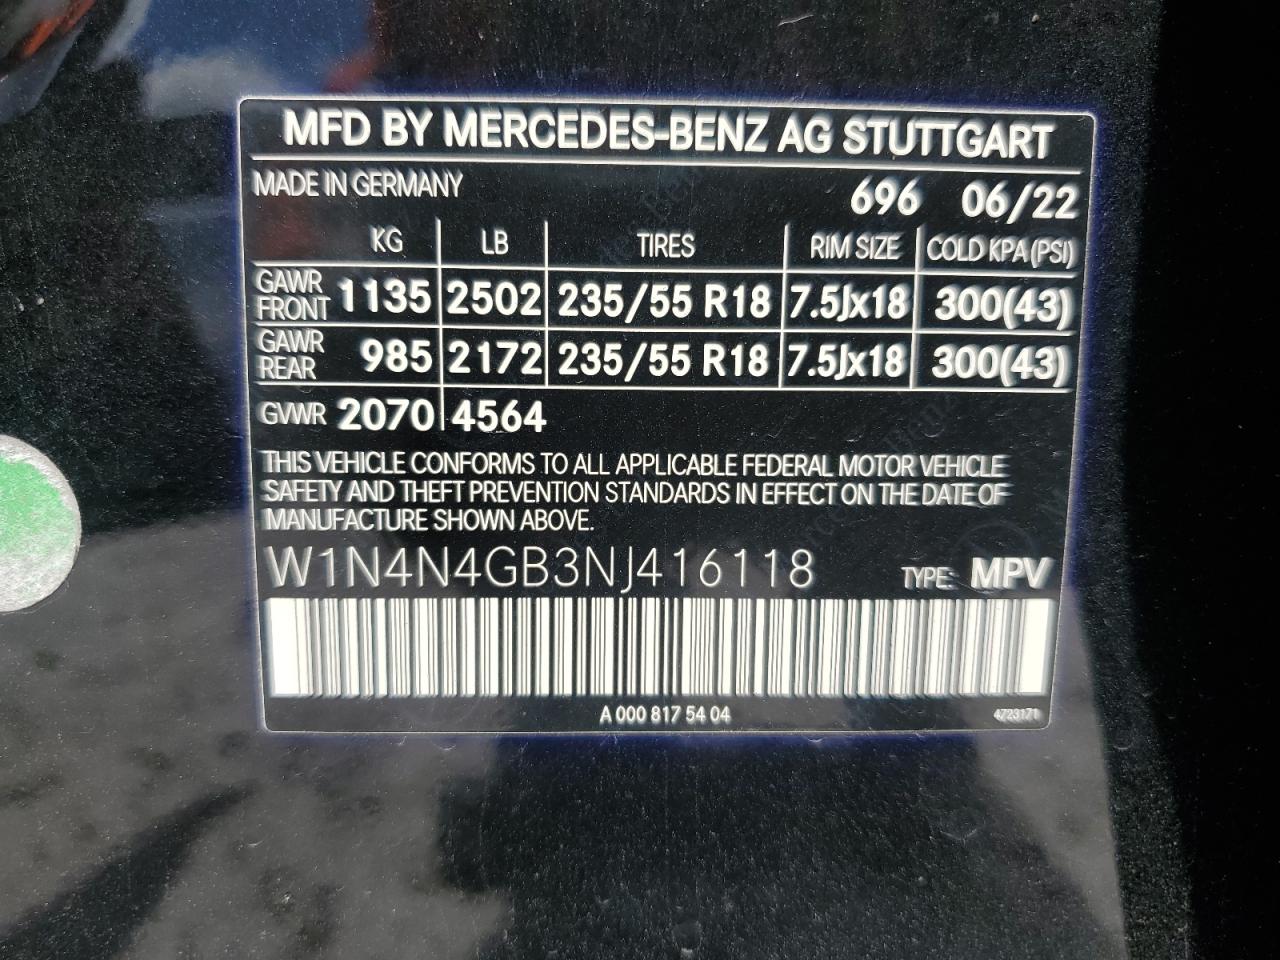 MFD BY MERCEDES-BENZ AG STUTTGART
MADE IN GERMANY 696 06/22
KG LB TIRES RIM SIZE COLD KPA (PSI)
GAWR FRONT 1135 2502 235/55 R18 7.5Jx18 300(43)
GAWR REAR 985 2172 235/55 R18 7.5Jx18 300(43)
GVWR 2070 4564
THIS VEHICLE CONFORMS TO ALL APPLICABLE FEDERAL MOTOR VEHICLE
SAFETY AND THEFT PREVENTION STANDARDS IN EFFECT ON THE DATE OF
MANUFACTURE SHOWN ABOVE.
W1N4N4GB3NJ416118 TYPE: MPV
A 000 817 54 04 4723171